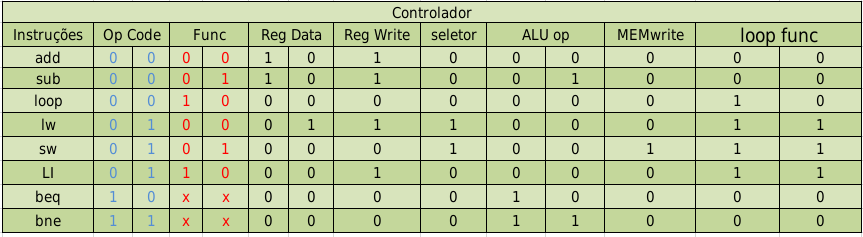 Controlador
Instruções Op Code Func Reg Data Reg Write seletor ALU op MEMwrite loop func
add 0 0 0 0 1 0 1 0 0 0 0 0 0
sub 0 0 0 1 1 0 1 0 0 1 0 0 0
loop 0 0 1 0 0 0 0 0 0 0 0 1 0
lw 0 1 0 0 0 1 1 1 0 0 0 1 1
sw 0 1 0 1 0 0 0 1 0 0 1 1 1
LI 0 1 1 0 0 0 1 0 0 0 0 1 1
beq 1 0 x x 0 0 0 0 1 0 0 0 0
bne 1 1 x x 0 0 0 0 1 1 0 0 0